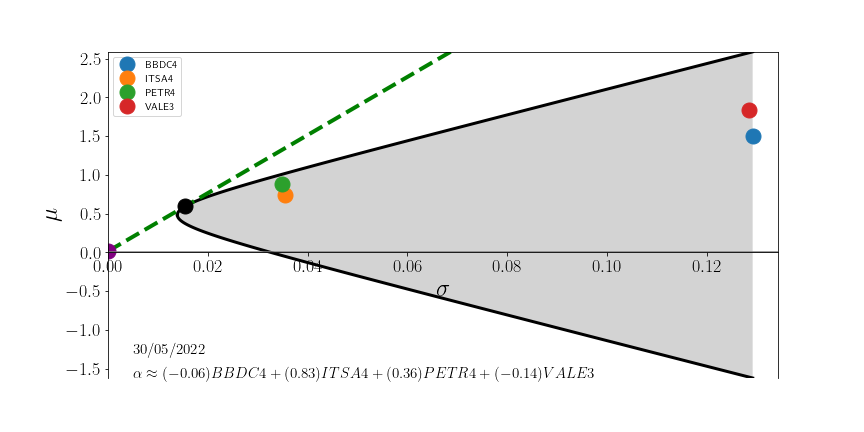 2.5
BBDC4
ITSA4
PETR4
VALE3
2.0
1.5
1.0
μ
0.5
0.0
0.00 0.02 0.04 0.06 0.08 0.10 0.12
σ
−0.5
−1.0
30/05/2022
−1.5
α ≈ (−0.06)BBDC4 + (0.83)ITSA4 + (0.36)PETR4 + (−0.14)VALE3